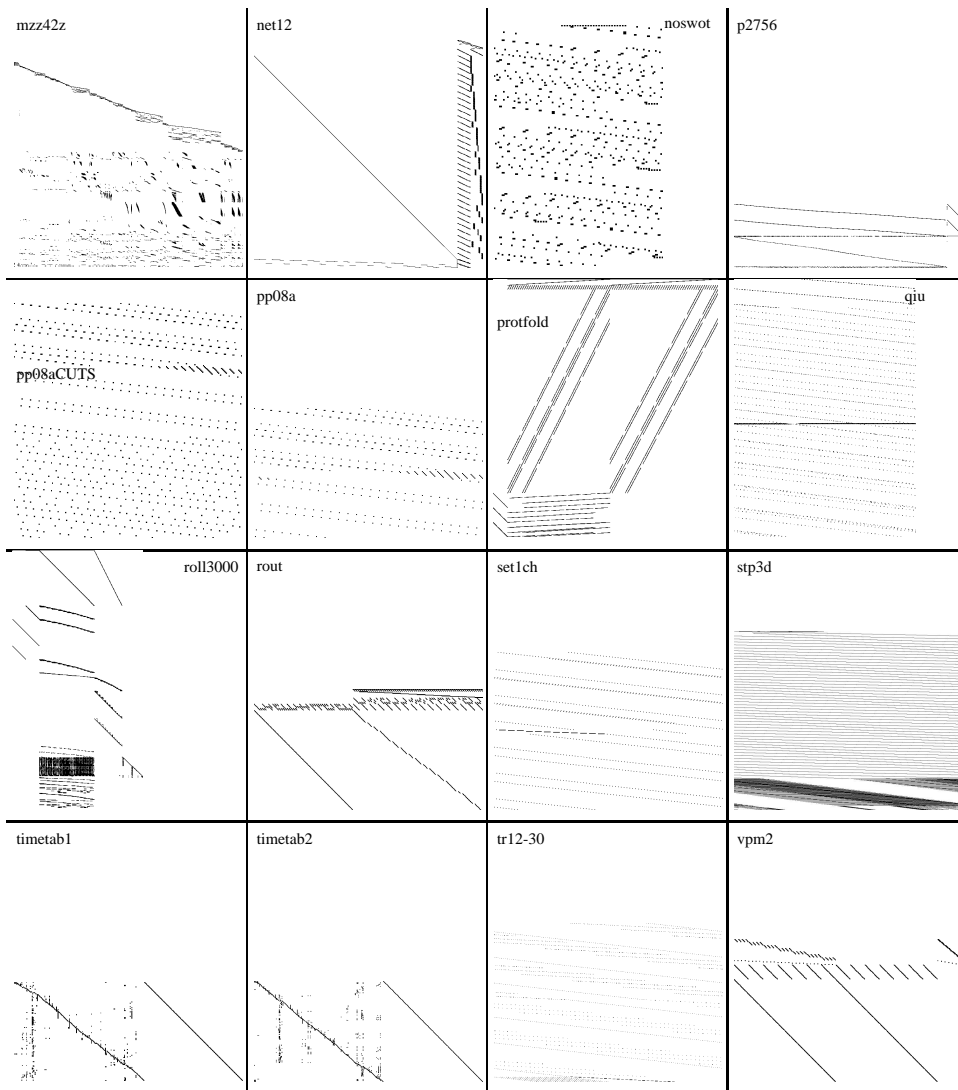 mzz42z
net12
noswot
p2756
pp08aCUTS
pp08a
protfold
qiu
roll3000
rout
set1ch
stp3d
timetab1
timetab2
tr12-30
vpm2